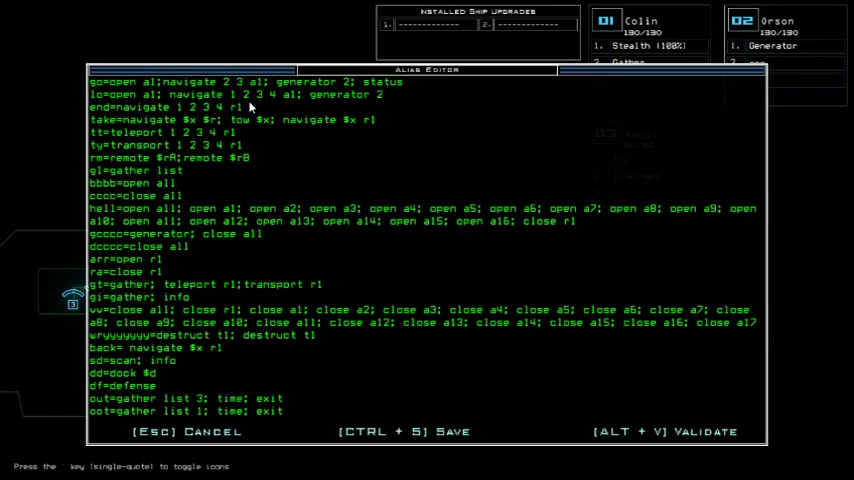 Installed Ship Upgrades
1. ------------- 2. -------------
01 Colin
130/130
1. Stealth (100%)
2. Gather
02 Orson
130/130
1. Generator
Alias Editor
go=open a1;navigate 2 3 a1; generator 2; status
lo=open a1; navigate 1 2 3 4 a1; generator 2
end=navigate 1 2 3 4 r1
take=navigate $x $r; tow $x; navigate $x r1
tt=teleport 1 2 3 4 r1
ty=transport 1 2 3 4 r1
rm=remote $rA;remote $rB
gl=gather list
bbbb=open all
cccc=close all
hell=open all; open a1; open a2; open a3; open a4; open a5; open a6; open a7; open a8; open a9; open
a10; open a11; open a12; open a13; open a14; open a15; open a16; close r1
gcccc=generator; close all
dcccc=close all
arr=open r1
ra=close r1
gt=gather; teleport r1;transport r1
gi=gather; info
vv=close all; close r1; close a1; close a2; close a3; close a4; close a5; close a6; close a7; close
a8; close a9; close a10; close a11; close a12; close a13; close a14; close a15; close a16; close a17
wryyyyyyy=destruct t1; destruct t1
back= navigate $x r1
sd=scan; info
dd=dock $d
df=defense
out=gather list 3; time; exit
oot=gather list 1; time; exit
[Esc] Cancel
[CTRL + S] Save
[ALT + V] Validate
3
Press the ` key (single-quote) to toggle icons